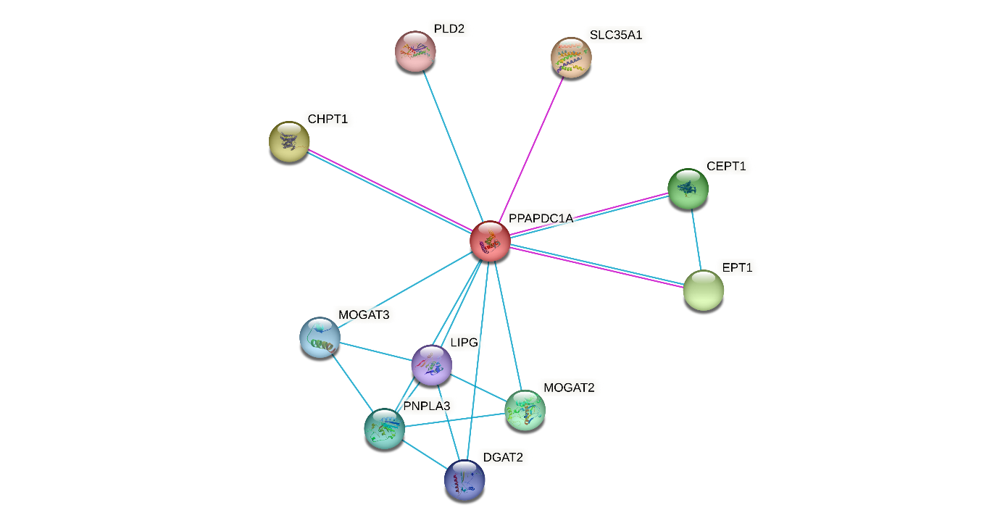 PLD2
SLC35A1
CHPT1
CEPT1
PPAPDC1A
EPT1
MOGAT3
LIPG
MOGAT2
PNPLA3
DGAT2